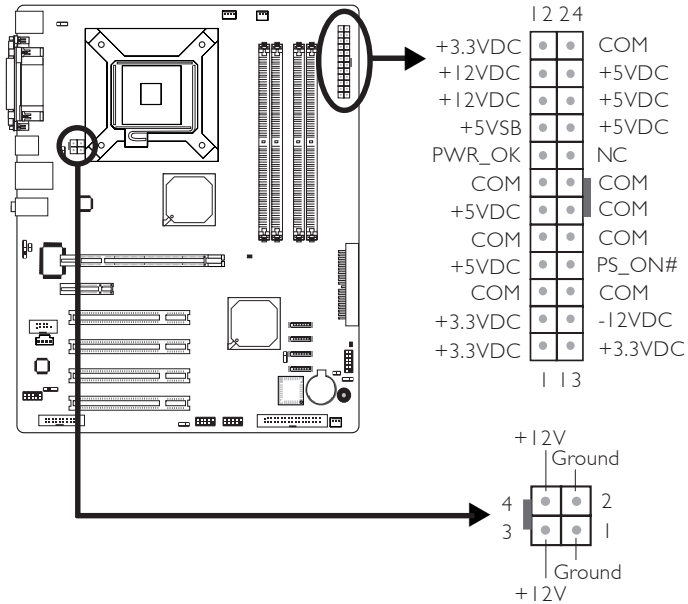 12 24
+3.3VDC COM
+12VDC +5VDC
+12VDC +5VDC
+5VSB +5VDC
PWR_OK NC
COM COM
+5VDC COM
COM COM
+5VDC PS_ON#
COM COM
+3.3VDC -12VDC
+3.3VDC +3.3VDC
1 13
+12V
Ground
4 2
3 1
Ground
+12V